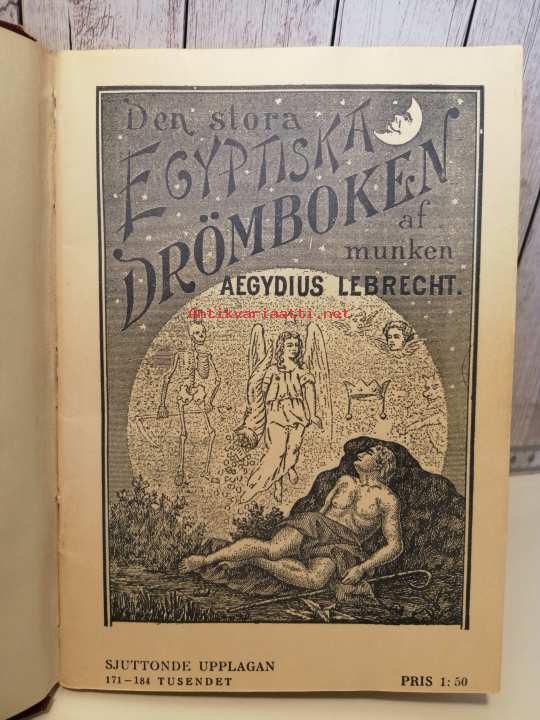 Den stora
EGYPTISKA
DRÖMBOKEN
af
munken
AEGYDIUS LEBRECHT.
Antikvariaatti.net
SJUTTONDE UPPLAGAN
171–184 TUSENDET
PRIS 1:50